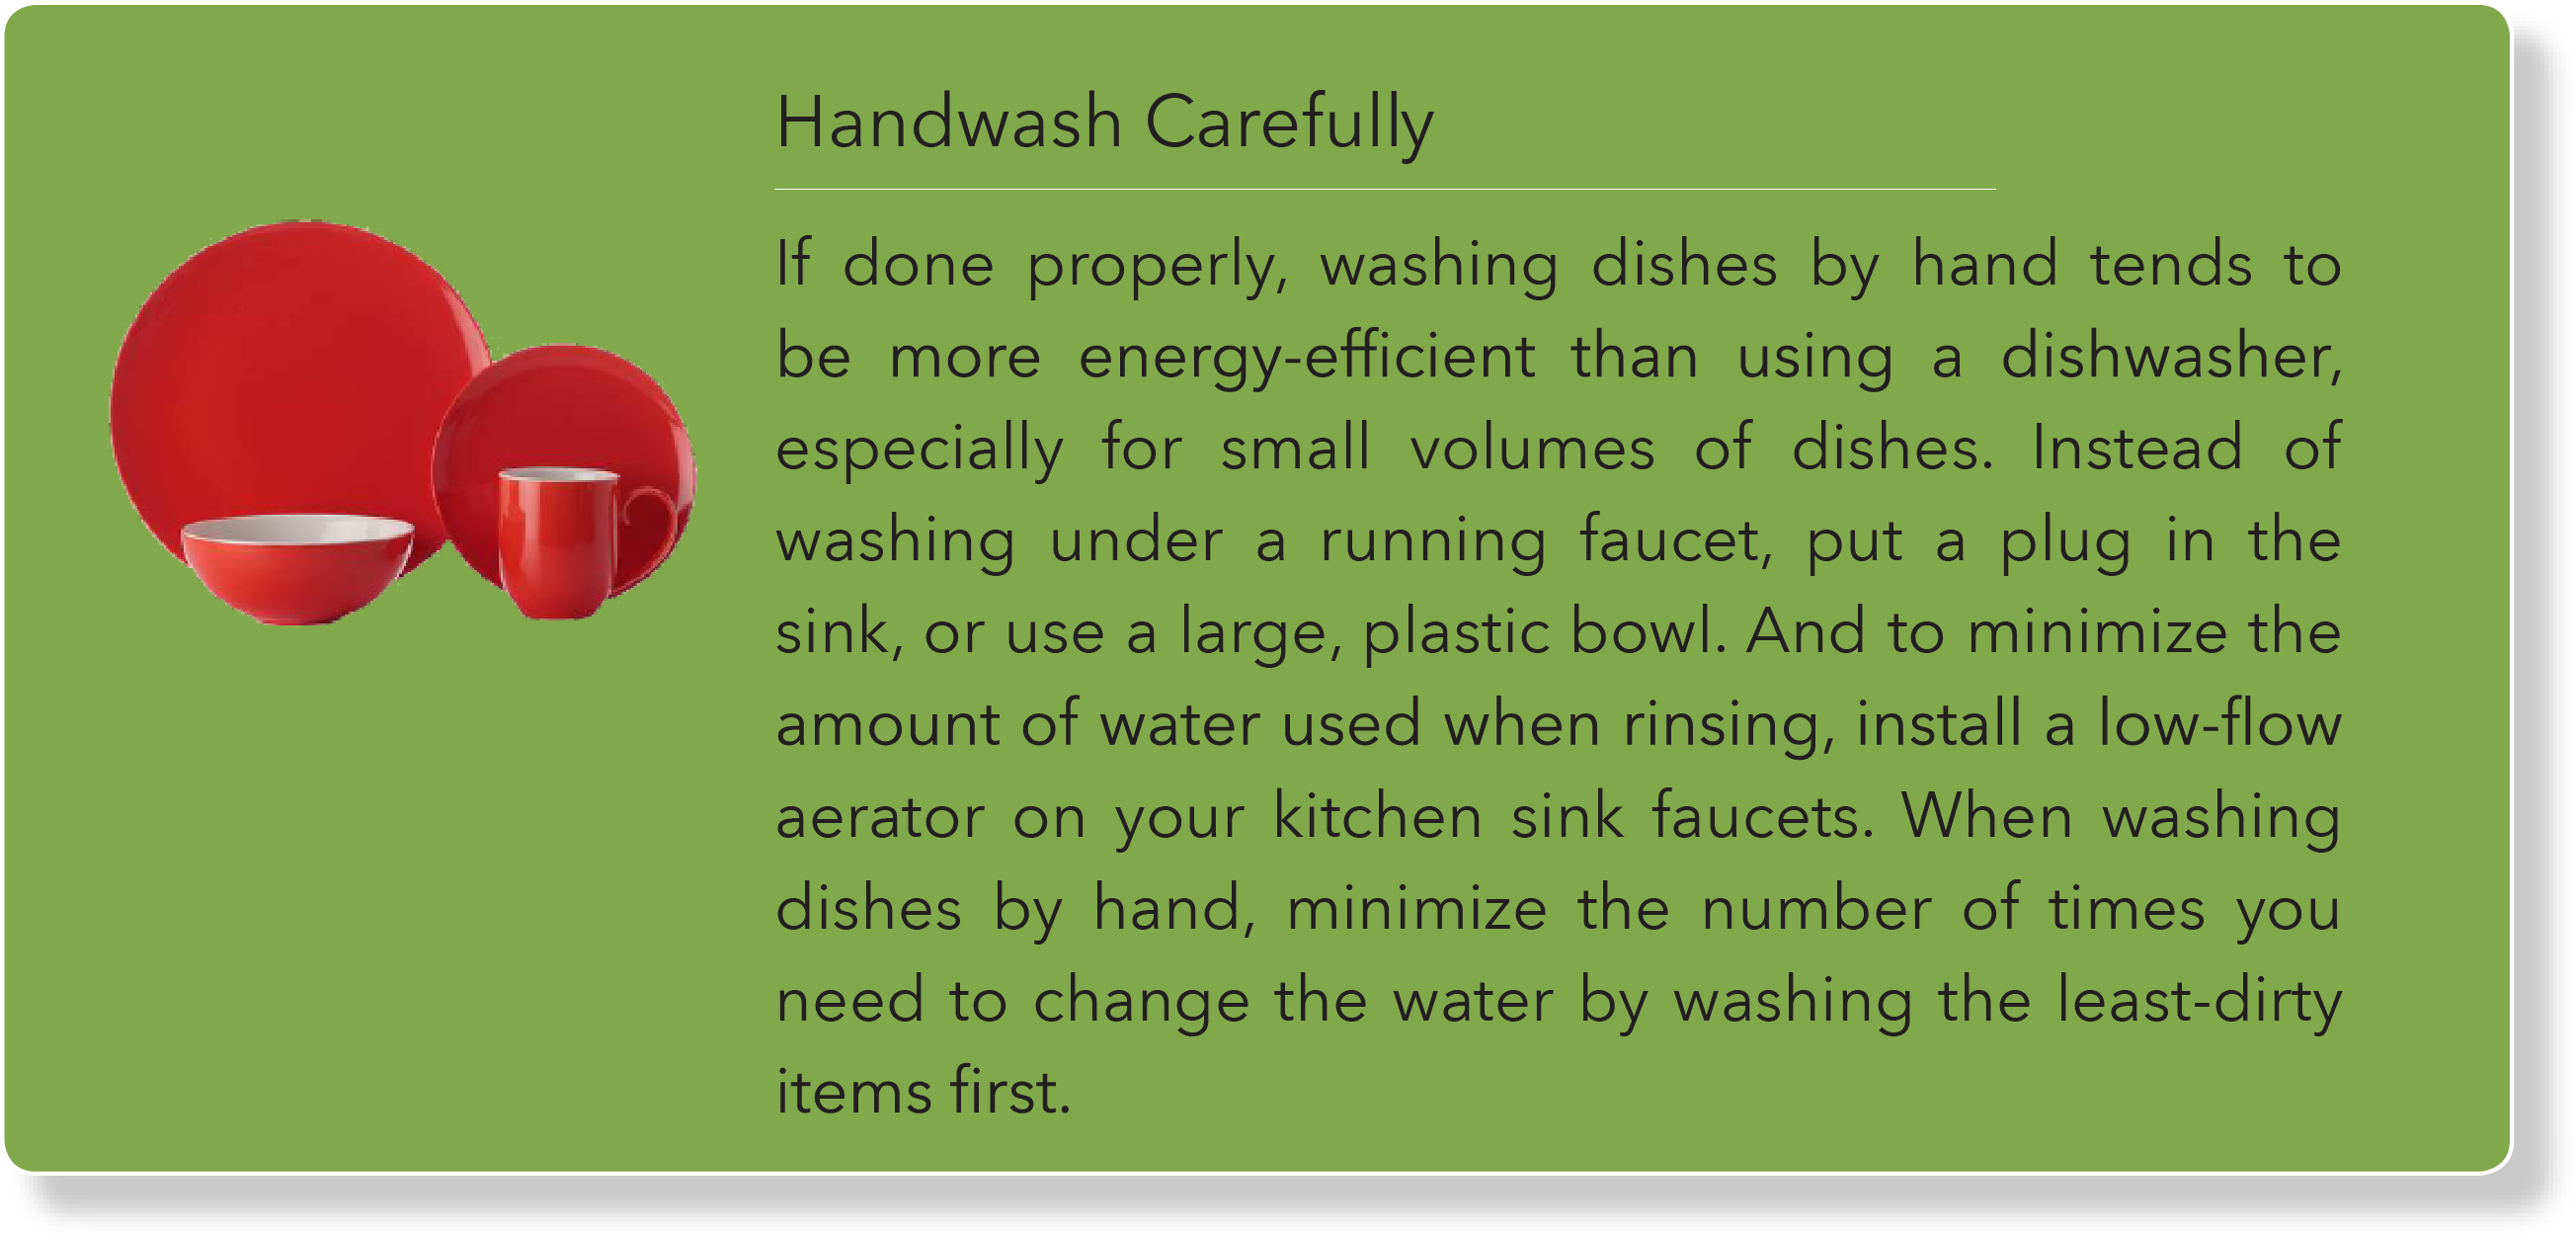 Handwash Carefully
If done properly, washing dishes by hand tends to
be more energy-efficient than using a dishwasher,
especially for small volumes of dishes. Instead of
washing under a running faucet, put a plug in the
sink, or use a large, plastic bowl. And to minimize the
amount of water used when rinsing, install a low-flow
aerator on your kitchen sink faucets. When washing
dishes by hand, minimize the number of times you
need to change the water by washing the least-dirty
items first.